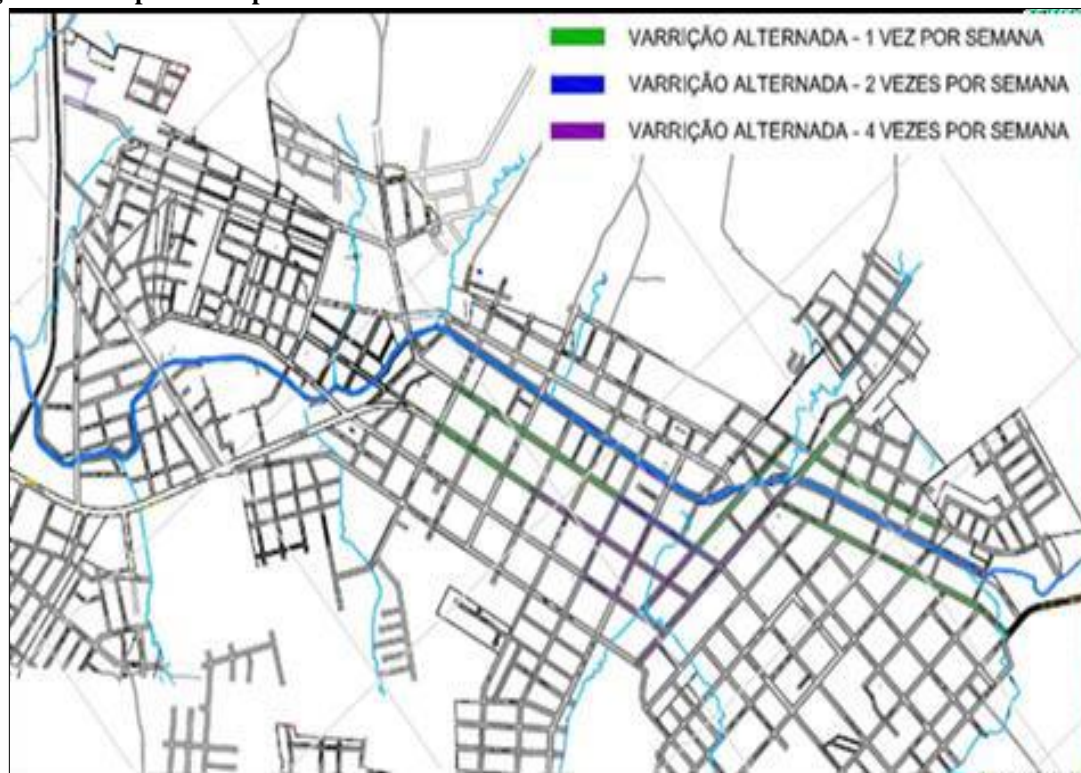 VARRIÇÃO ALTERNADA - 1 VEZ POR SEMANA
VARRIÇÃO ALTERNADA - 2 VEZES POR SEMANA
VARRIÇÃO ALTERNADA - 4 VEZES POR SEMANA